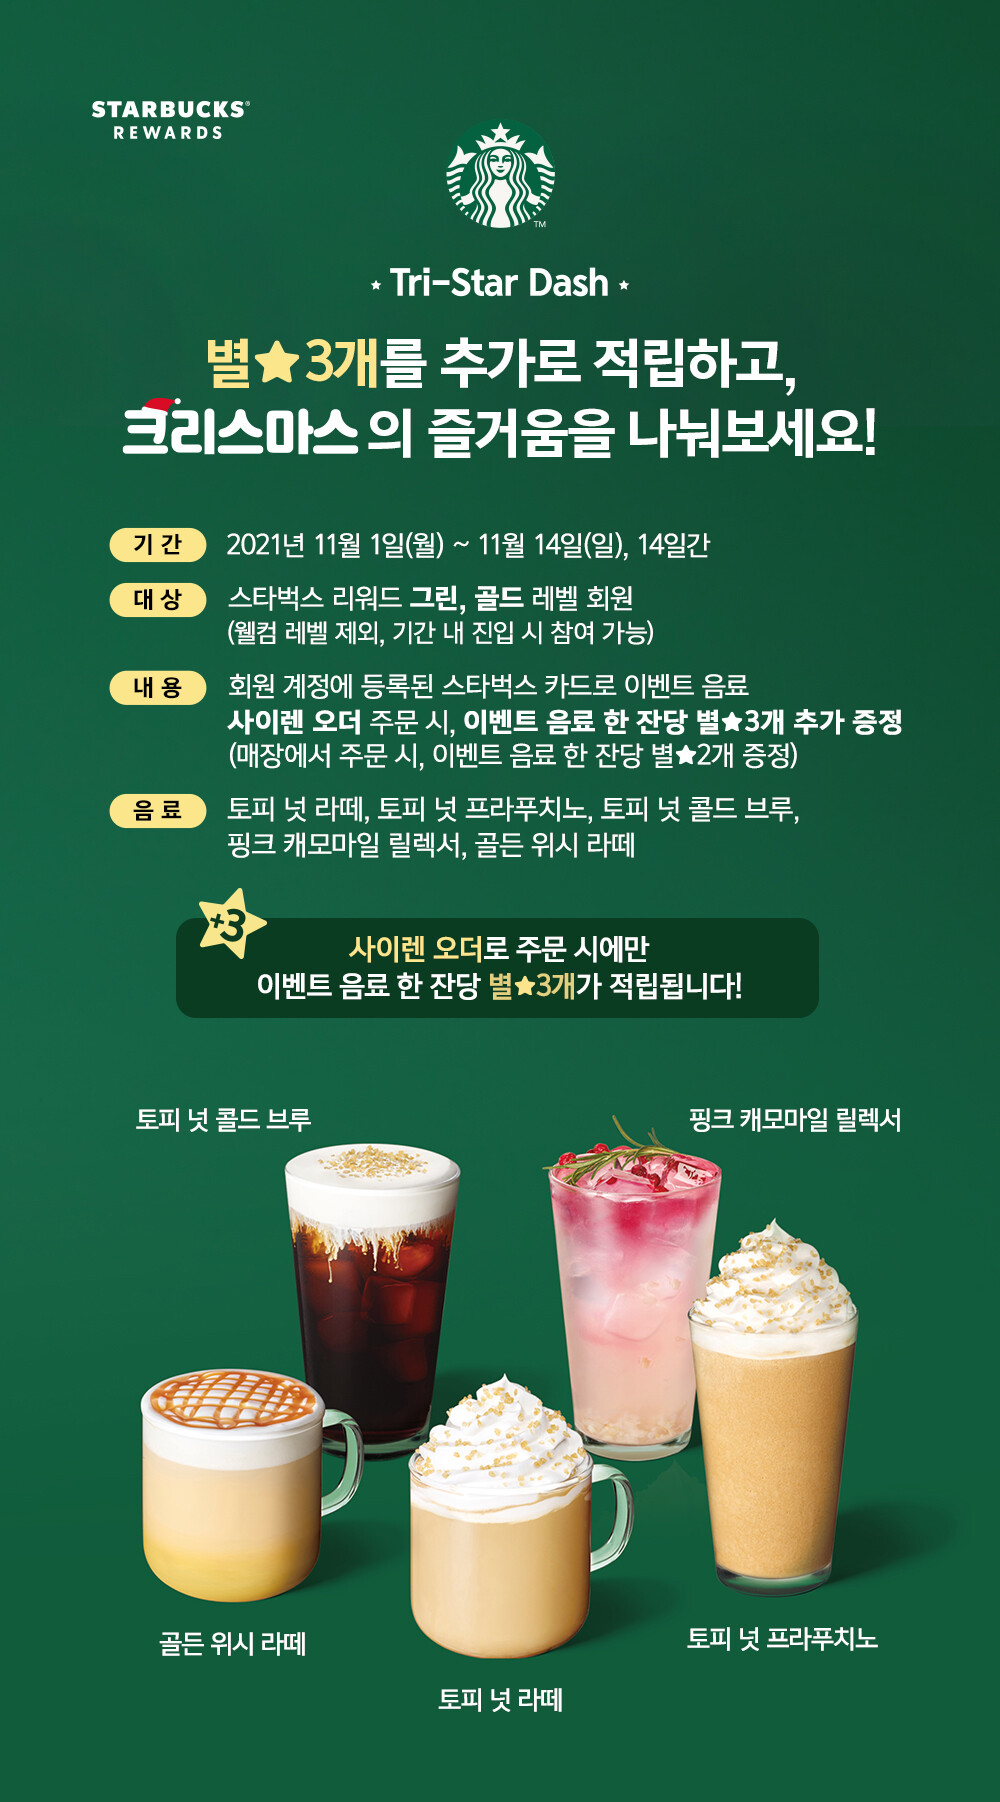 STARBUCKS®
REWARDS
TM
Tri-Star Dash
별★3개를 추가로 적립하고,
크리스마스의 즐거움을 나눠보세요!
기간 2021년 11월 1일(월) ~ 11월 14일(일), 14일간
대상 스타벅스 리워드 그린, 골드 레벨 회원
(웰컴 레벨 제외, 기간 내 진입 시 참여 가능)
내용 회원 계정에 등록된 스타벅스 카드로 이벤트 음료
사이렌 오더 주문 시, 이벤트 음료 한 잔당 별★3개 추가 증정
(매장에서 주문 시, 이벤트 음료 한 잔당 별★2개 증정)
음료 토피 넛 라떼, 토피 넛 프라푸치노, 토피 넛 콜드 브루,
핑크 캐모마일 릴렉서, 골든 위시 라떼
+3
사이렌 오더로 주문 시에만
이벤트 음료 한 잔당 별★3개가 적립됩니다!
토피 넛 콜드 브루
핑크 캐모마일 릴렉서
골든 위시 라떼
토피 넛 프라푸치노
토피 넛 라떼